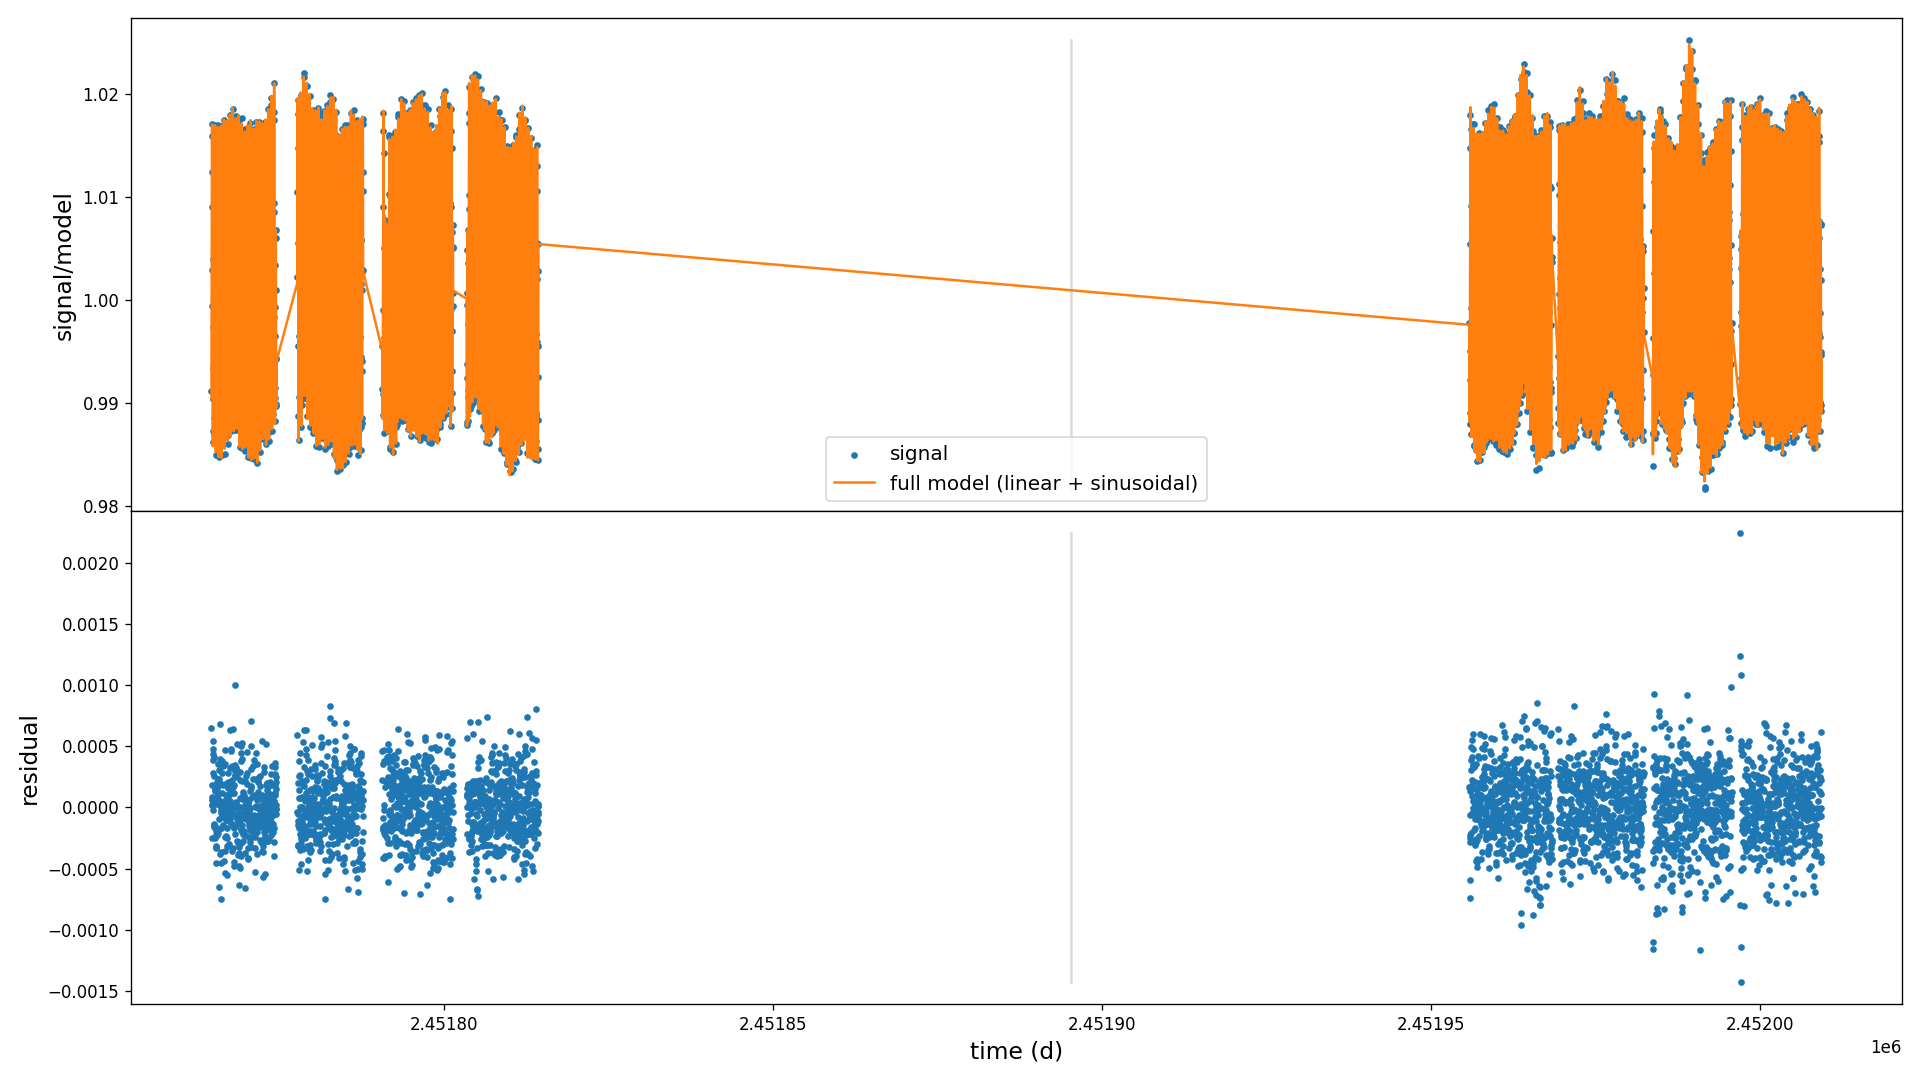 signal/model
1.02
1.01
1.00
0.99
0.98
signal
full model (linear + sinusoidal)
residual
0.0020
0.0015
0.0010
0.0005
0.0000
−0.0005
−0.0010
−0.0015
2.45180 2.45185 2.45190 2.45195 2.45200
1e6
time (d)